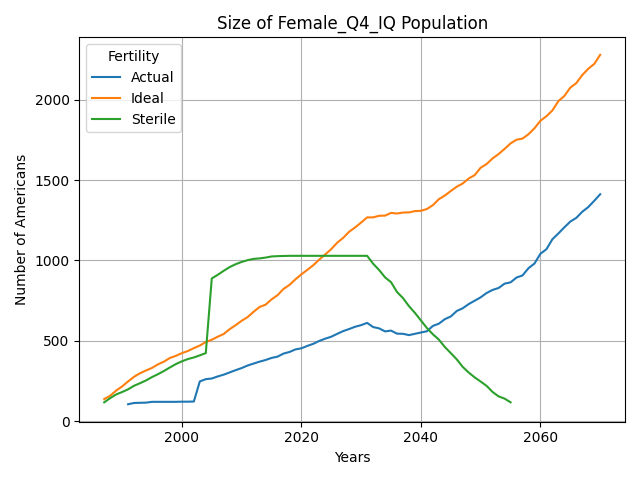 Size of Female_Q4_IQ Population
Fertility
Actual
Ideal
Sterile
Number of Americans
2000
1500
1000
500
0
2000
2020
2040
2060
Years